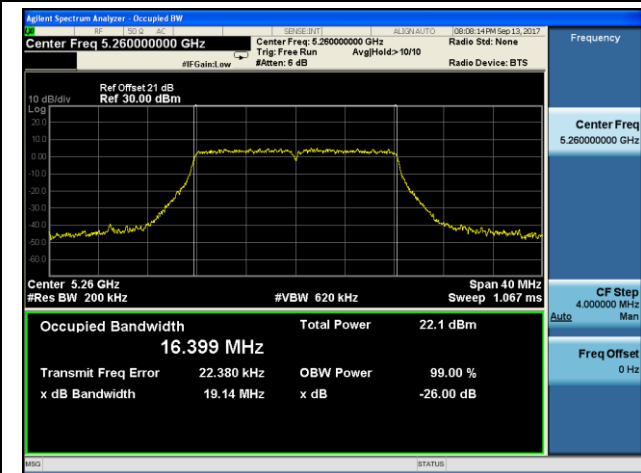 Agilent Spectrum Analyzer - Occupied BW
RF 50 Ω AC SENSE:INT ALIGN AUTO 08:08:14 PM Sep 13, 2017
Center Freq 5.260000000 GHz
Center Freq: 5.260000000 GHz Radio Std: None
Trig: Free Run Avg|Hold:>10/10
#IFGain:Low #Atten: 6 dB Radio Device: BTS
Ref Offset 21 dB
10 dB/div Ref 30.00 dBm
Log
20.0
10.0
0.00
-10.0
-20.0
-30.0
-40.0
-50.0
-60.0
Center 5.26 GHz Span 40 MHz
#Res BW 200 kHz #VBW 620 kHz Sweep 1.067 ms
Occupied Bandwidth Total Power 22.1 dBm
16.399 MHz
Transmit Freq Error 22.380 kHz OBW Power 99.00 %
x dB Bandwidth 19.14 MHz x dB -26.00 dB
MSG STATUS
Frequency
Center Freq
5.260000000 GHz
CF Step
4.000000 MHz
Auto Man
Freq Offset
0 Hz